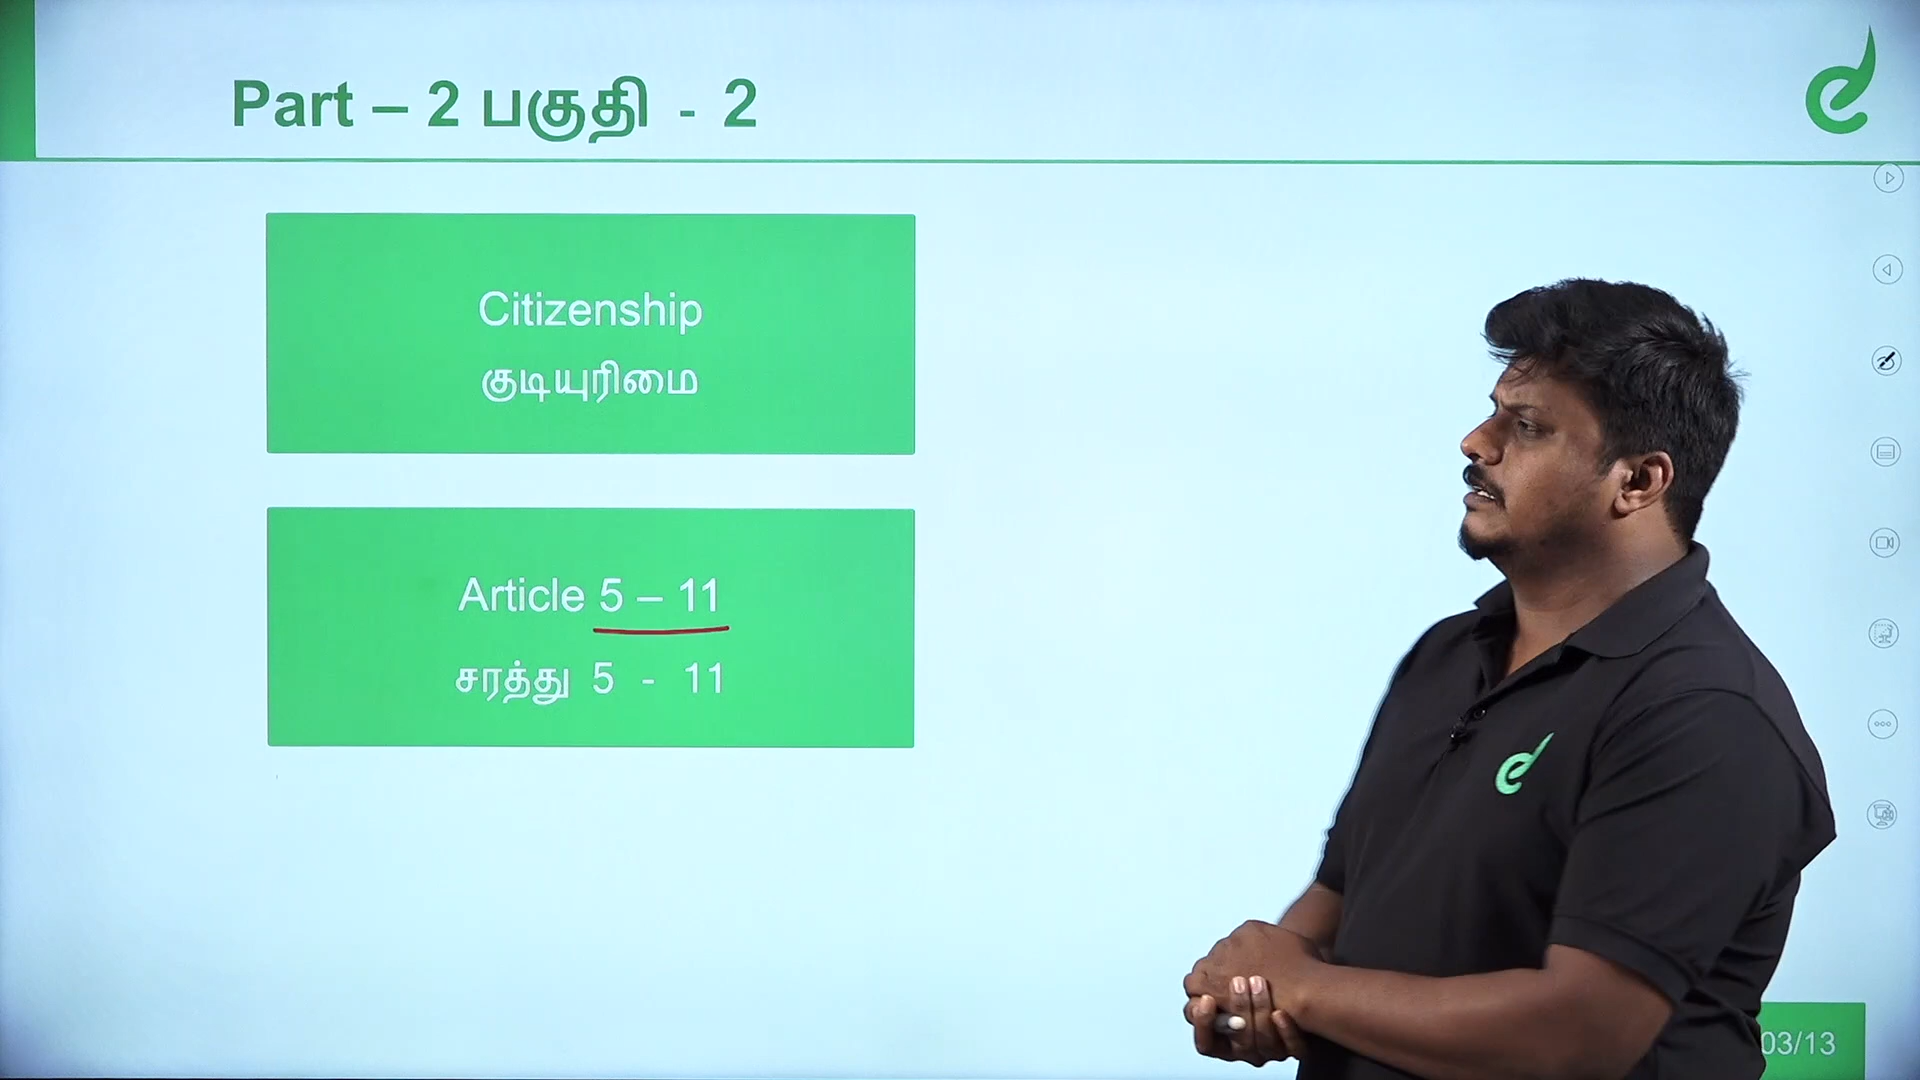 Part – 2 பகுதி - 2
Citizenship
குடியுரிமை
Article 5 – 11
சரத்து 5 - 11
03/13